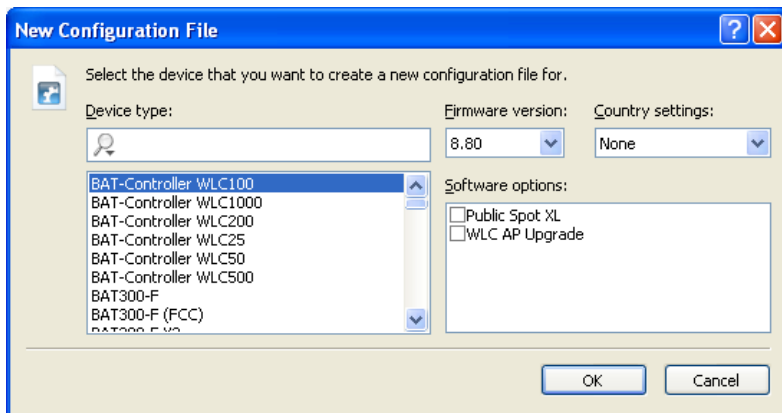 New Configuration File
Select the device that you want to create a new configuration file for.
Device type:
Firmware version:
Country settings:
8.80
None
BAT-Controller WLC100
BAT-Controller WLC1000
BAT-Controller WLC200
BAT-Controller WLC25
BAT-Controller WLC50
BAT-Controller WLC500
BAT300-F
BAT300-F (FCC)
Software options:
Public Spot XL
WLC AP Upgrade
OK
Cancel